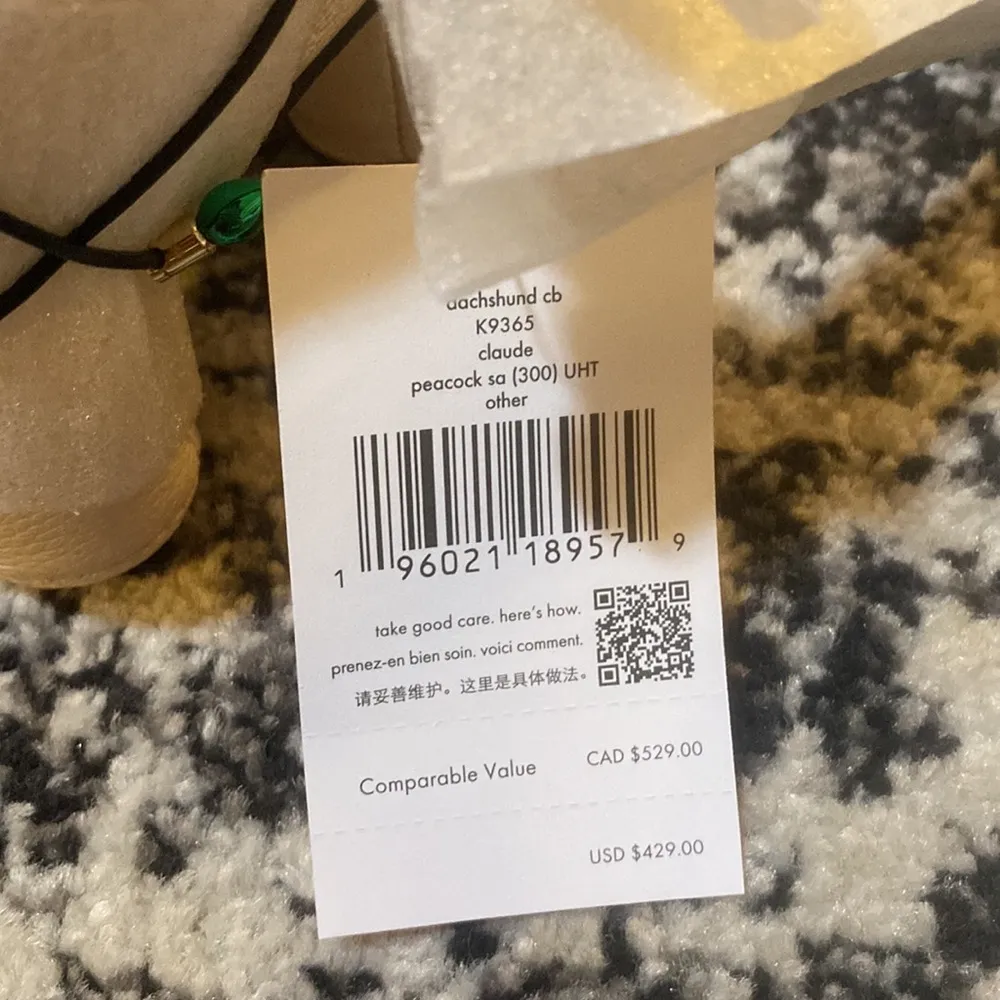 dachshund cb
K9365
claude
peacock sa (300) UHT
other
1 96021 18957 9
take good care. here's how.
prenez-en bien soin. voici comment.
请妥善维护。这里是具体做法。
Comparable Value CAD $529.00
USD $429.00